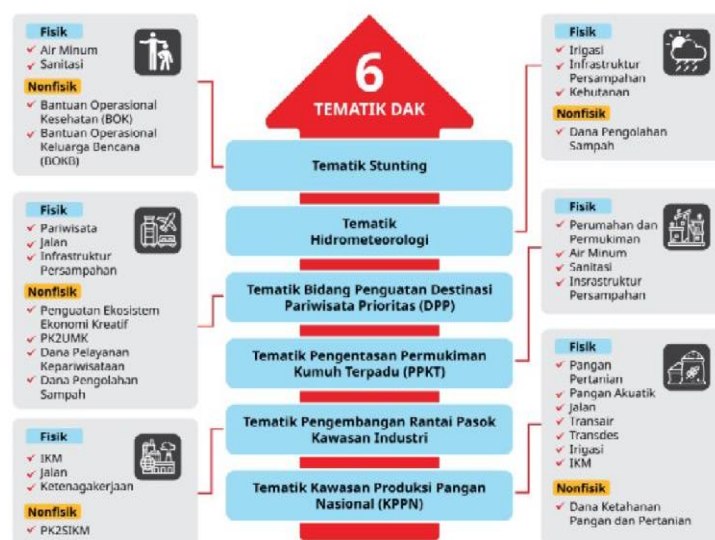 Fisik
Air Minum
Sanitasi
Nonfisik
Bantuan Operasional
Kesehatan (BOK)
Bantuan Operasional
Keluarga Bencana
(BOKB)
Fisik
Pariwisata
Jalan
Infrastruktur
Persampahan
Nonfisik
Penguatan Ekosistem
Ekonomi Kreatif
PK2UMK
Dana Pelayanan
Kepariwisataan
Dana Pengolahan
Sampah
Fisik
IKM
Jalan
Ketenagakerjaan
Nonfisik
PK2SIKM
6
TEMATIK DAK
Tematik Stunting
Tematik
Hidrometeorologi
Tematik Bidang Penguatan Destinasi
Pariwisata Prioritas (DPP)
Tematik Pengentasan Permukiman
Kumuh Terpadu (PPKT)
Tematik Pengembangan Rantai Pasok
Kawasan Industri
Tematik Kawasan Produksi Pangan
Nasional (KPPN)
Fisik
Irigasi
Infrastruktur
Persampahan
Kehutanan
Nonfisik
Dana Pengolahan
Sampah
Fisik
Perumahan dan
Permukiman
Air Minum
Sanitasi
Insrastruktur
Persampahan
Fisik
Pangan
Pertanian
Pangan Akuatik
Jalan
Transair
Transdes
Irigasi
IKM
Nonfisik
Dana Ketahanan
Pangan dan Pertanian